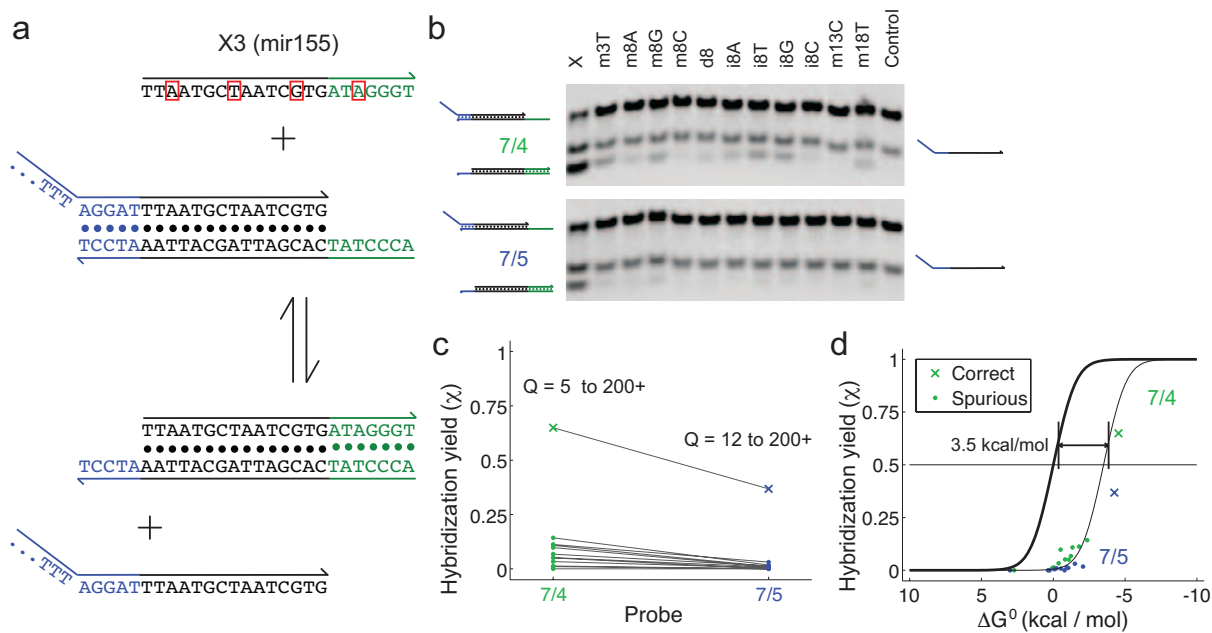 a
X3 (mir155)
TTAATGCTAATCGTGATAGGGT
+
...TTT
AGGATTTAATGCTAATCGTG
TCCTAAATTACGATTAGCACTATCCCA
TTAATGCTAATCGTGATAGGGT
TCCTAAATTACGATTAGCACTATCCCA
+
...TTT
AGGATTTAATGCTAATCGTG
b
X
m3T
m8A
m8G
m8C
d8
i8A
i8T
i8G
i8C
m13C
m18T
Control
7/4
7/5
c
Hybridization yield (χ)
1
0.75
0.5
0.25
0
Q = 5 to 200+
Q = 12 to 200+
7/4
7/5
Probe
d
Hybridization yield (χ)
1
0.75
0.5
0.25
0
Correct
Spurious
7/4
3.5 kcal/mol
7/5
10
5
0
-5
-10
ΔG⁰ (kcal / mol)